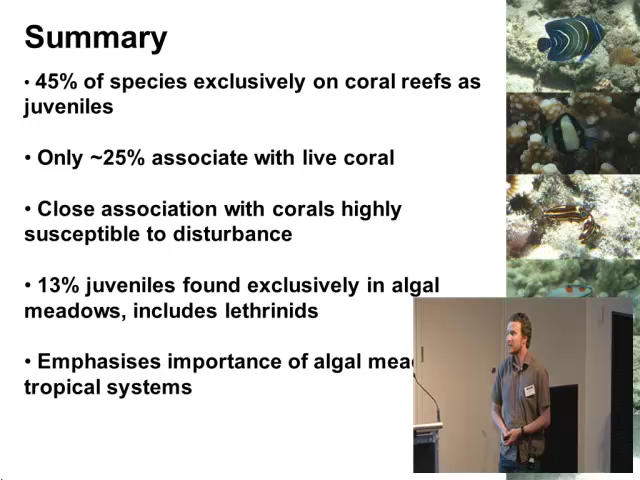 Summary
• 45% of species exclusively on coral reefs as
juveniles
• Only ~25% associate with live coral
• Close association with corals highly
susceptible to disturbance
• 13% juveniles found exclusively in algal
meadows, includes lethrinids
• Emphasises importance of algal
tropical systems